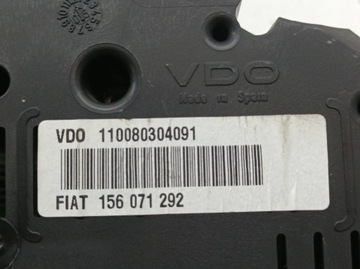 VDO
Made in Spain
VDO 110080304091
FIAT 156 071 292